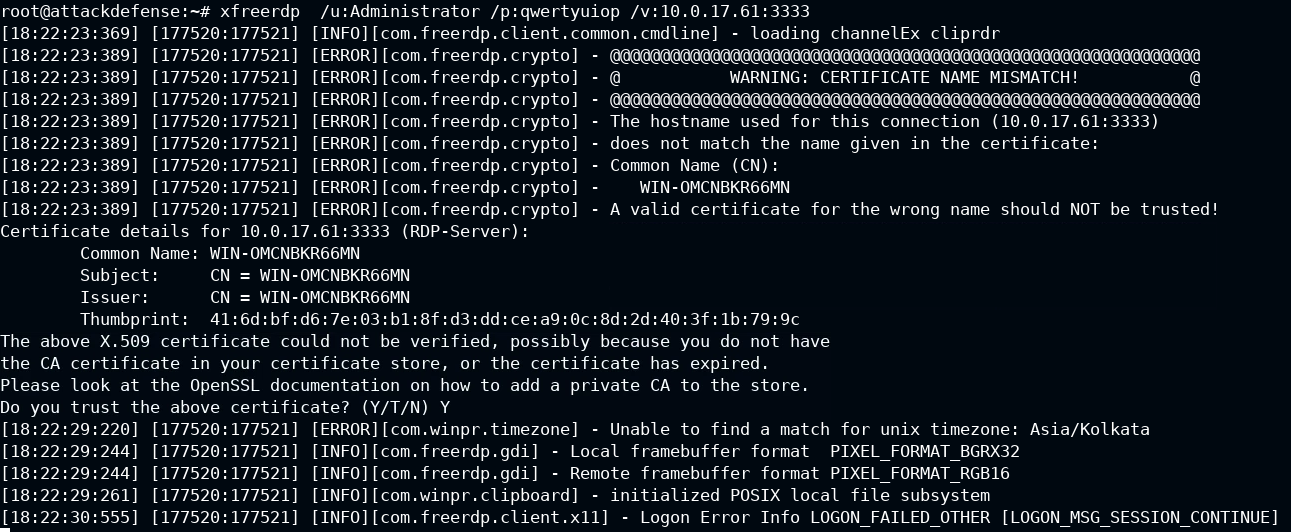 root@attackdefense:~# xfreerdp  /u:Administrator /p:qwertyuiop /v:10.0.17.61:3333
[18:22:23:369] [177520:177521] [INFO][com.freerdp.client.common.cmdline] - loading channelEx cliprdr
[18:22:23:389] [177520:177521] [ERROR][com.freerdp.crypto] - @@@@@@@@@@@@@@@@@@@@@@@@@@@@@@@@@@@@@@@@@@@@@@@@@@@@@@@@@@@
[18:22:23:389] [177520:177521] [ERROR][com.freerdp.crypto] - @           WARNING: CERTIFICATE NAME MISMATCH!           @
[18:22:23:389] [177520:177521] [ERROR][com.freerdp.crypto] - @@@@@@@@@@@@@@@@@@@@@@@@@@@@@@@@@@@@@@@@@@@@@@@@@@@@@@@@@@@
[18:22:23:389] [177520:177521] [ERROR][com.freerdp.crypto] - The hostname used for this connection (10.0.17.61:3333)
[18:22:23:389] [177520:177521] [ERROR][com.freerdp.crypto] - does not match the name given in the certificate:
[18:22:23:389] [177520:177521] [ERROR][com.freerdp.crypto] - Common Name (CN):
[18:22:23:389] [177520:177521] [ERROR][com.freerdp.crypto] -    WIN-OMCNBKR66MN
[18:22:23:389] [177520:177521] [ERROR][com.freerdp.crypto] - A valid certificate for the wrong name should NOT be trusted!
Certificate details for 10.0.17.61:3333 (RDP-Server):
        Common Name: WIN-OMCNBKR66MN
        Subject:     CN = WIN-OMCNBKR66MN
        Issuer:      CN = WIN-OMCNBKR66MN
        Thumbprint:  41:6d:bf:d6:7e:03:b1:8f:d3:dd:ce:a9:0c:8d:2d:40:3f:1b:79:9c
The above X.509 certificate could not be verified, possibly because you do not have
the CA certificate in your certificate store, or the certificate has expired.
Please look at the OpenSSL documentation on how to add a private CA to the store.
Do you trust the above certificate? (Y/T/N) Y
[18:22:29:220] [177520:177521] [ERROR][com.winpr.timezone] - Unable to find a match for unix timezone: Asia/Kolkata
[18:22:29:244] [177520:177521] [INFO][com.freerdp.gdi] - Local framebuffer format  PIXEL_FORMAT_BGRX32
[18:22:29:244] [177520:177521] [INFO][com.freerdp.gdi] - Remote framebuffer format PIXEL_FORMAT_RGB16
[18:22:29:261] [177520:177521] [INFO][com.winpr.clipboard] - initialized POSIX local file subsystem
[18:22:30:555] [177520:177521] [INFO][com.freerdp.client.x11] - Logon Error Info LOGON_FAILED_OTHER [LOGON_MSG_SESSION_CONTINUE]